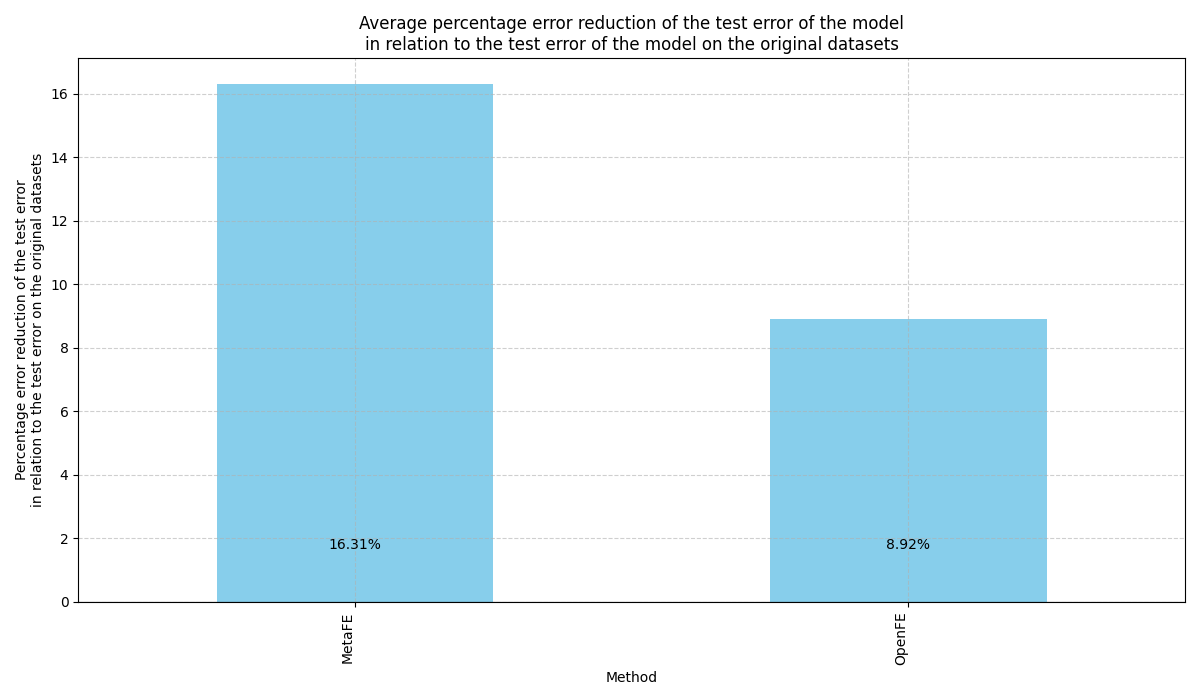 Average percentage error reduction of the test error of the model
in relation to the test error of the model on the original datasets
Percentage error reduction of the test error
in relation to the test error on the original datasets
16
14
12
10
8
6
4
2
0
16.31%
8.92%
MetaFE
OpenFE
Method